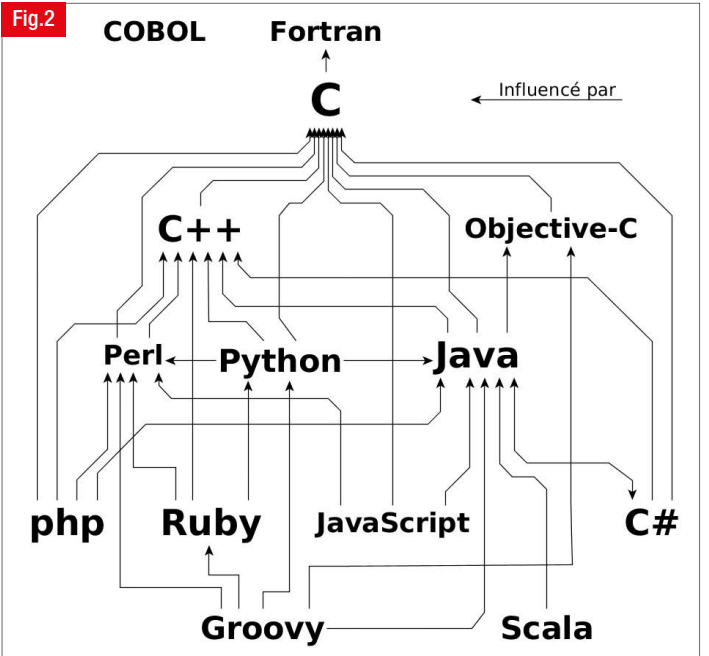 Fig.2
COBOL Fortran
C
Influencé par
C++
Objective-C
Perl Python Java
php Ruby JavaScript C#
Groovy Scala